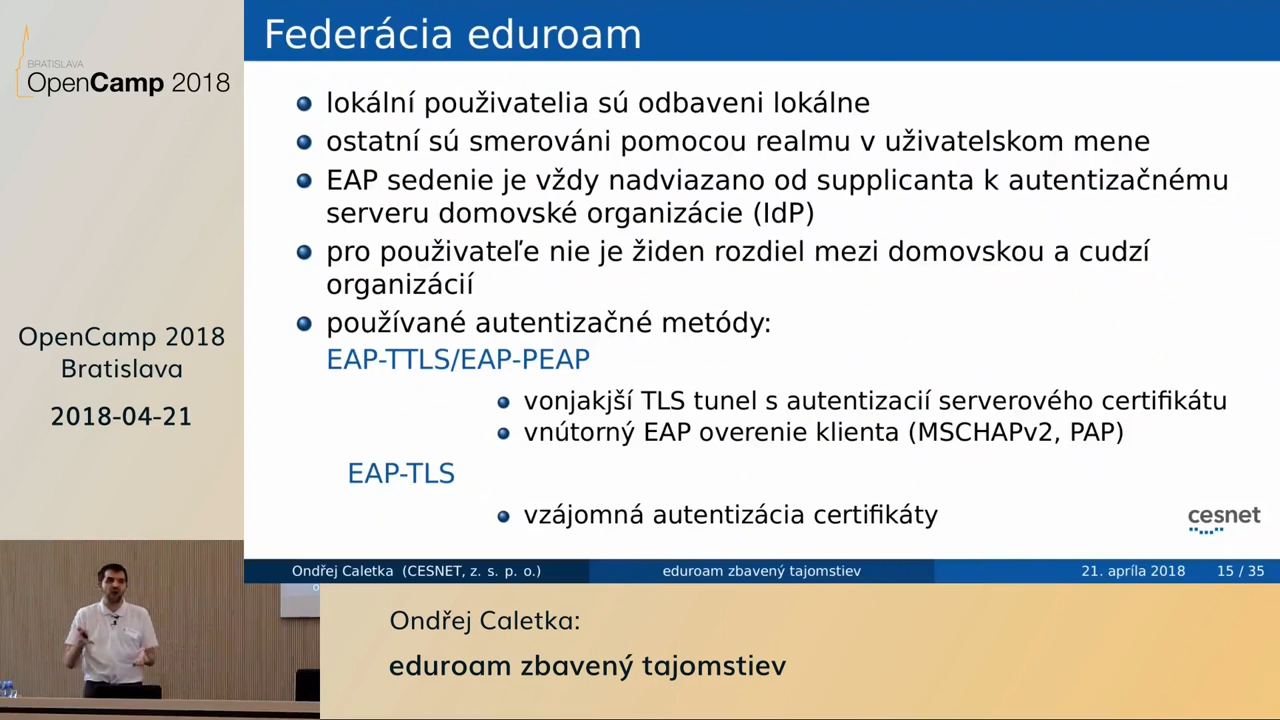 BRATISLAVA
OpenCamp 2018
OpenCamp 2018
Bratislava
2018-04-21
Federácia eduroam
lokální použivatelia sú odbaveni lokálne
ostatní sú smerováni pomocou realmu v uživatelskom mene
EAP sedenie je vždy nadviazano od supplicanta k autentizačnému
serveru domovské organizácie (IdP)
pro použivateľe nie je židen rozdiel mezi domovskou a cudzí
organizácií
používané autentizačné metódy:
EAP-TTLS/EAP-PEAP
vonjakjší TLS tunel s autentizacií serverového certifikátu
vnútorný EAP overenie klienta (MSCHAPv2, PAP)
EAP-TLS
vzájomná autentizácia certifikáty
cesnet
Ondřej Caletka (CESNET, z. s. p. o.)
eduroam zbavený tajomstiev
21. apríla 2018
15 / 35
Ondřej Caletka:
eduroam zbavený tajomstiev